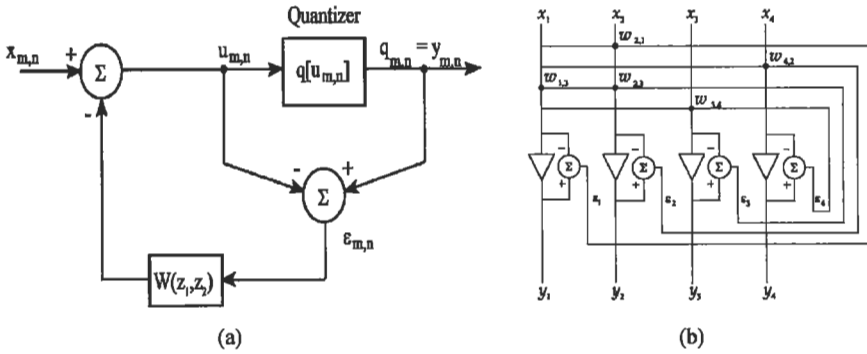 Quantizer
x_{m,n}
+
Σ
-
u_{m,n}
q[u_{m,n}]
q_{m,n} = y_{m,n}
-
+
Σ
ε_{m,n}
W(z_1,z_2)
(a)
x_1 x_2 x_3 x_4
w_{2,1}
w_{4,2}
w_{1,3} w_{2,3}
w_{3,4}
- - - -
Σ Σ Σ Σ
+ + + +
ε_1 ε_2 ε_3 ε_4
y_1 y_2 y_3 y_4
(b)